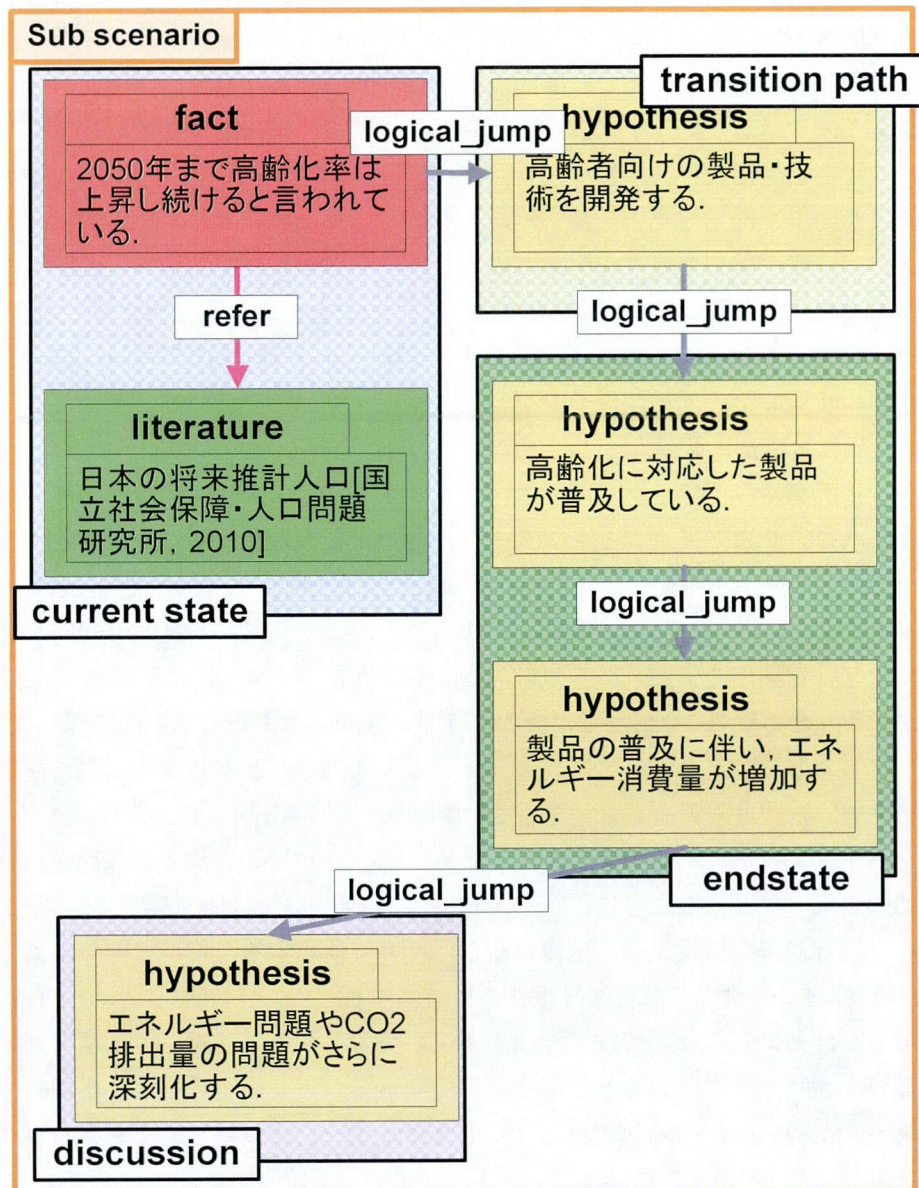 Sub scenario
transition path
fact
2050年まで高齢化率は
上昇し続けると言われて
いる.
logical_jump
hypothesis
高齢者向けの製品・技
術を開発する.
refer
logical_jump
literature
日本の将来推計人口[国
立社会保障・人口問題
研究所, 2010]
current state
hypothesis
高齢化に対応した製品
が普及している.
logical_jump
hypothesis
製品の普及に伴い, エネ
ルギー消費量が増加す
る.
endstate
logical_jump
hypothesis
エネルギー問題やCO2
排出量の問題がさらに
深刻化する.
discussion